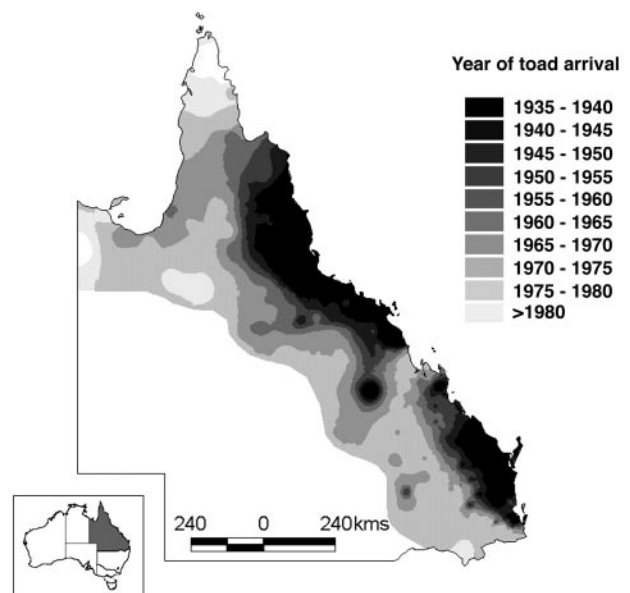 Year of toad arrival
1935 - 1940
1940 - 1945
1945 - 1950
1950 - 1955
1955 - 1960
1960 - 1965
1965 - 1970
1970 - 1975
1975 - 1980
>1980
240 0 240kms